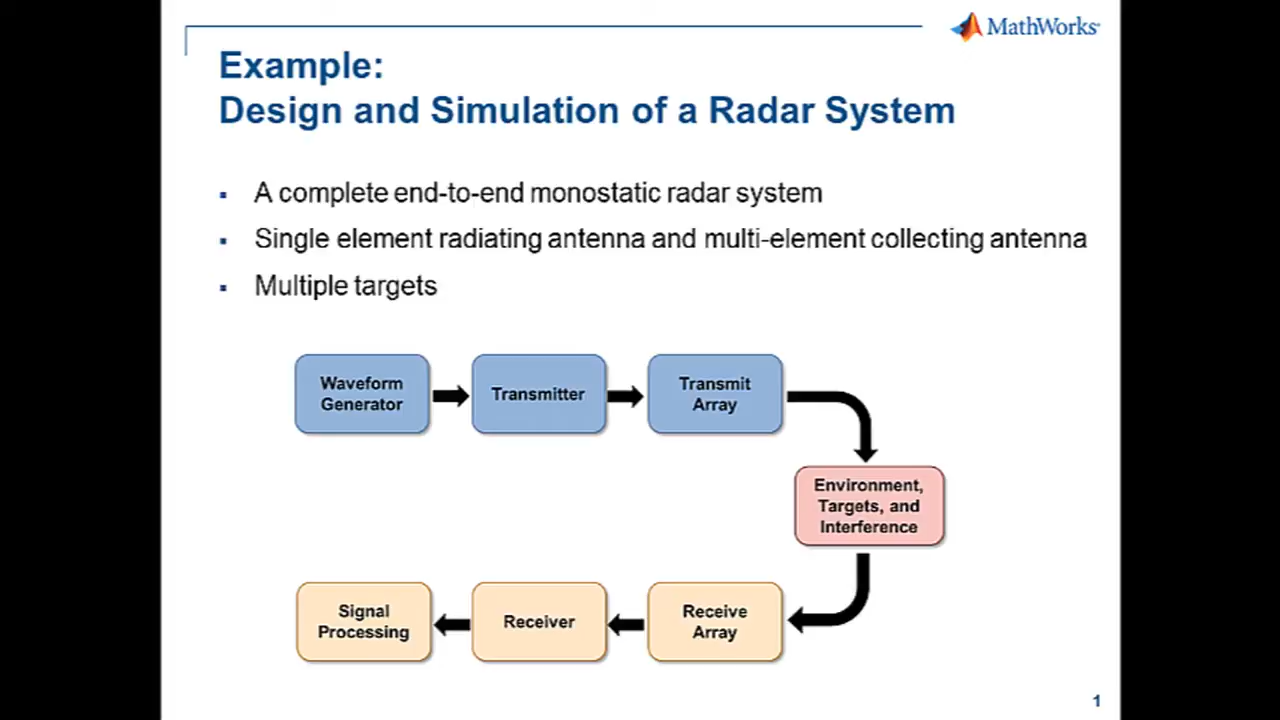 MathWorks
Example:
Design and Simulation of a Radar System
▪ A complete end-to-end monostatic radar system
▪ Single element radiating antenna and multi-element collecting antenna
▪ Multiple targets
Waveform
Generator
Transmitter
Transmit
Array
Environment,
Targets, and
Interference
Signal
Processing
Receiver
Receive
Array
1